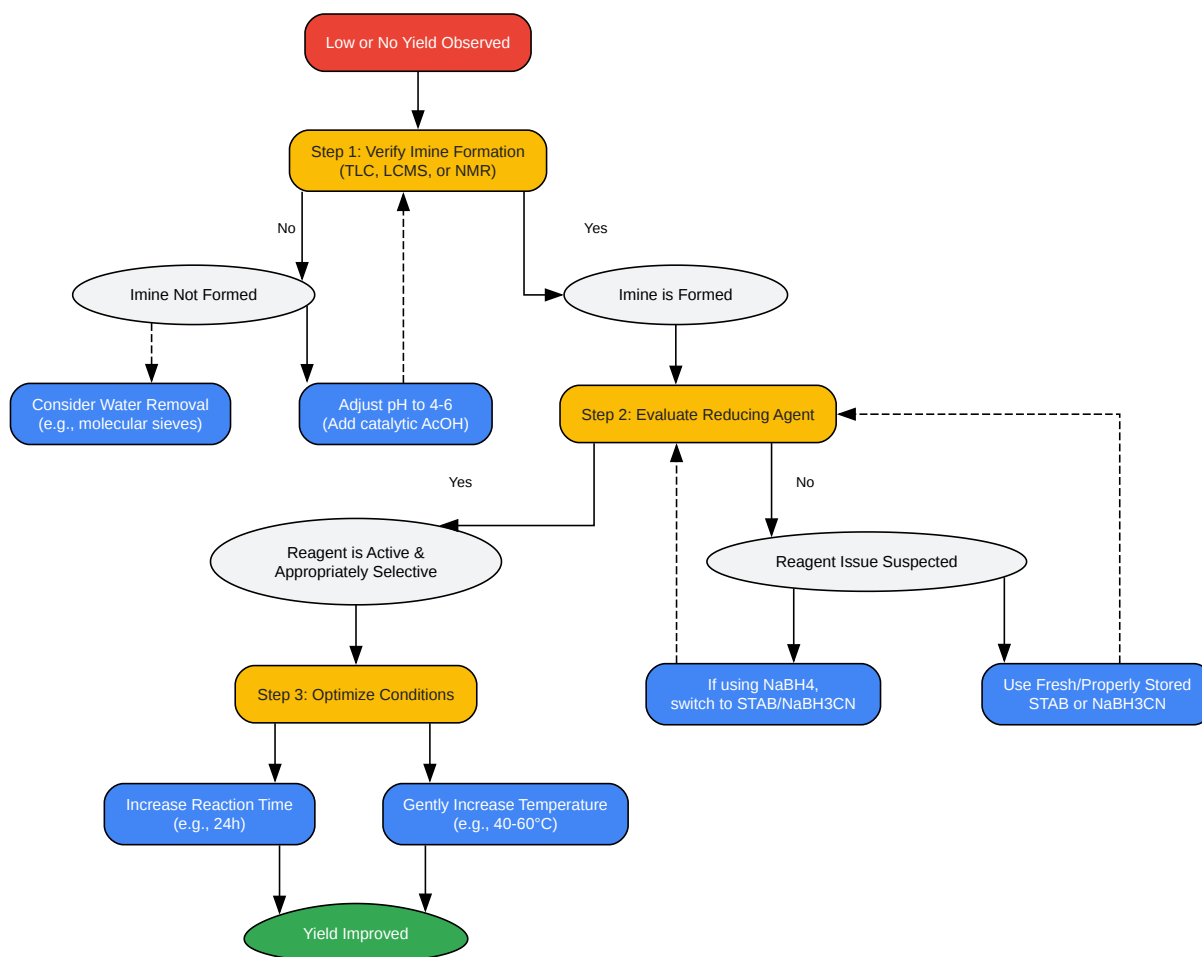 Low or No Yield Observed
Step 1: Verify Imine Formation
(TLC, LCMS, or NMR)
No
Yes
Imine Not Formed
Imine is Formed
Consider Water Removal
(e.g., molecular sieves)
Adjust pH to 4-6
(Add catalytic AcOH)
Step 2: Evaluate Reducing Agent
Yes
No
Reagent is Active &
Appropriately Selective
Reagent Issue Suspected
Step 3: Optimize Conditions
If using NaBH4,
switch to STAB/NaBH3CN
Use Fresh/Properly Stored
STAB or NaBH3CN
Increase Reaction Time
(e.g., 24h)
Gently Increase Temperature
(e.g., 40-60°C)
Yield Improved